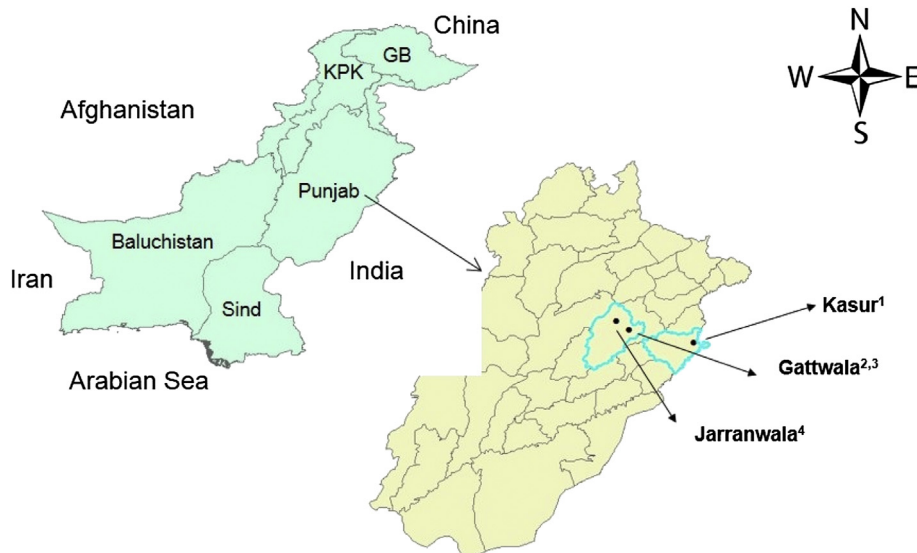 China
GB
KPK
Afghanistan
Punjab
Baluchistan
Iran
India
Sind
Arabian Sea
N
W E
S
Kasur¹
Gattwala²,³
Jarranwala⁴